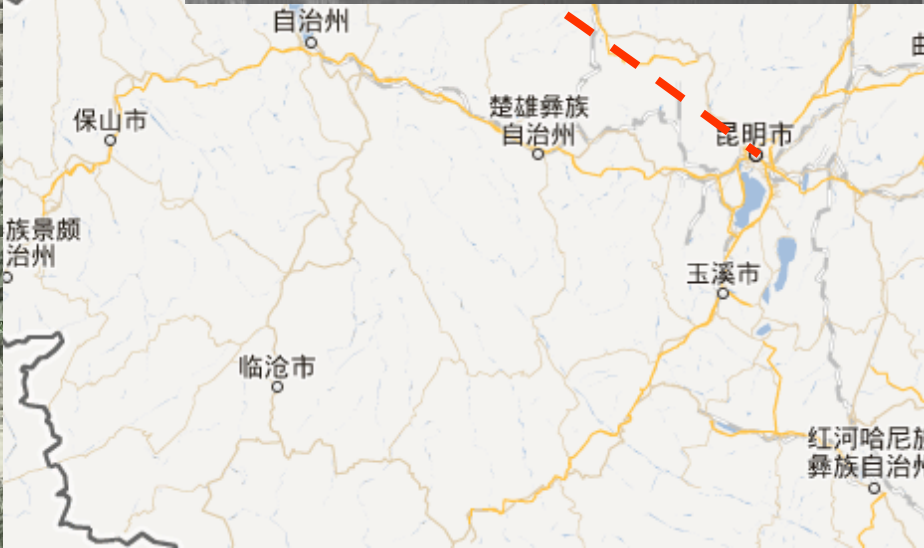 自治州
曲
楚雄彝族
自治州
保山市
昆明市
族景颇
治州
玉溪市
临沧市
红河哈尼族
彝族自治州